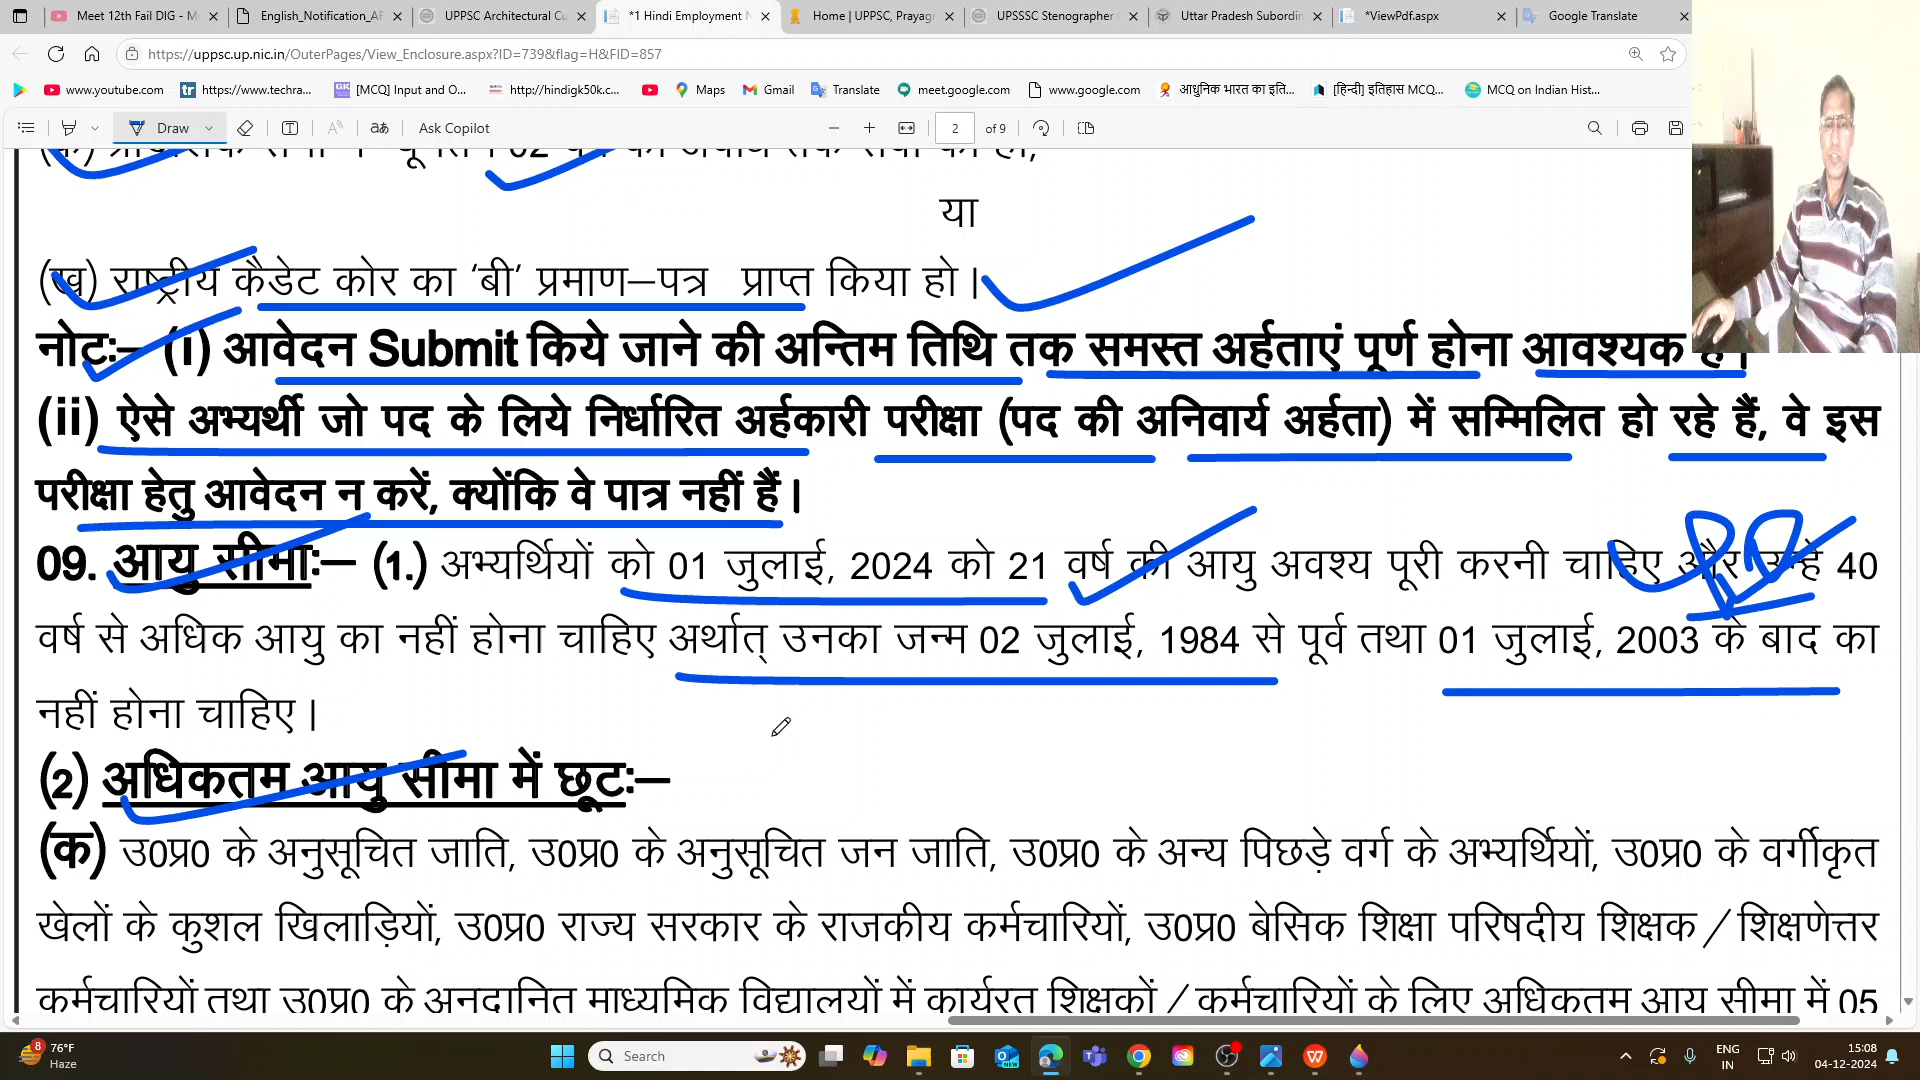 Meet 12th Fail DIG - M
English_Notification_AF
UPPSC Architectural Cu
*1 Hindi Employment N
Home | UPPSC, Prayagr
UPSSSC Stenographer
Uttar Pradesh Subordin
*ViewPdf.aspx
Google Translate
https://uppsc.up.nic.in/OuterPages/View_Enclosure.aspx?ID=739&flag=H&FID=857
www.youtube.com
https://www.techra...
[MCQ] Input and O...
http://hindigk50k.c...
Maps
Gmail
Translate
meet.google.com
www.google.com
आधुनिक भारत का इति...
[हिन्दी] इतिहास MCQ...
MCQ on Indian Hist...
Draw
Ask Copilot
2 of 9
या
(ख) राष्ट्रीय कैडेट कोर का ‘बी’ प्रमाण–पत्र प्राप्त किया हो।
नोटः– (i) आवेदन Submit किये जाने की अन्तिम तिथि तक समस्त अर्हताएं पूर्ण होना आवश्यक है।
(ii) ऐसे अभ्यर्थी जो पद के लिये निर्धारित अर्हकारी परीक्षा (पद की अनिवार्य अर्हता) में सम्मिलित हो रहे हैं, वे इस
परीक्षा हेतु आवेदन न करें, क्योंकि वे पात्र नहीं हैं।
09. आयु सीमाः– (1.) अभ्यर्थियों को 01 जुलाई, 2024 को 21 वर्ष की आयु अवश्य पूरी करनी चाहिए और उन्हें 40
वर्ष से अधिक आयु का नहीं होना चाहिए अर्थात् उनका जन्म 02 जुलाई, 1984 से पूर्व तथा 01 जुलाई, 2003 के बाद का
नहीं होना चाहिए।
(2) अधिकतम आयु सीमा में छूटः–
(क) उ0प्र0 के अनुसूचित जाति, उ0प्र0 के अनुसूचित जन जाति, उ0प्र0 के अन्य पिछड़े वर्ग के अभ्यर्थियों, उ0प्र0 के वर्गीकृत
खेलों के कुशल खिलाड़ियों, उ0प्र0 राज्य सरकार के राजकीय कर्मचारियों, उ0प्र0 बेसिक शिक्षा परिषदीय शिक्षक / शिक्षणेत्तर
कर्मचारियों तथा उ0प्र0 के अनुदानित माध्यमिक विद्यालयों में कार्यरत शिक्षकों / कर्मचारियों के लिए अधिकतम आयु सीमा में 05
8
76°F
Haze
Search
ENG
IN
15:08
04-12-2024